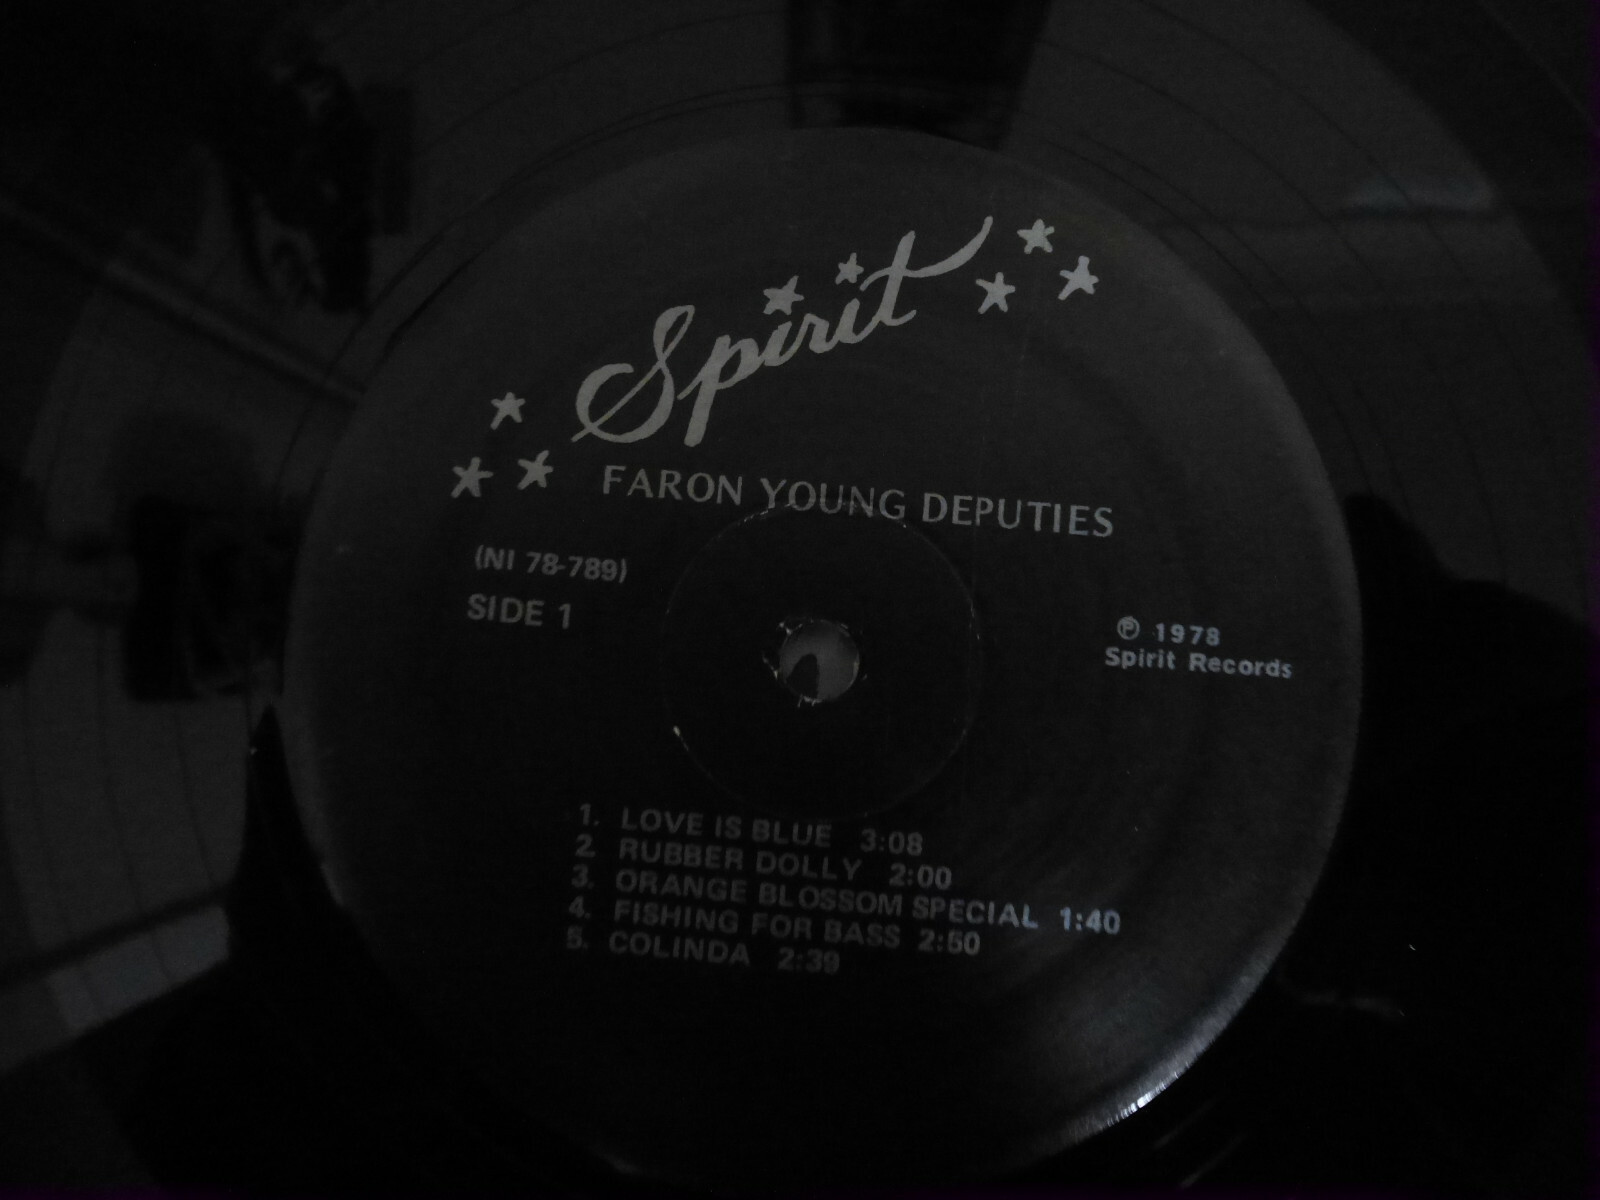 Spirit
FARON YOUNG DEPUTIES
(NI 78-789)
SIDE 1
℗ 1978
Spirit Records
1. LOVE IS BLUE 3:08
2. RUBBER DOLLY 2:00
3. ORANGE BLOSSOM SPECIAL 1:40
4. FISHING FOR BASS 2:50
5. COLINDA 2:39